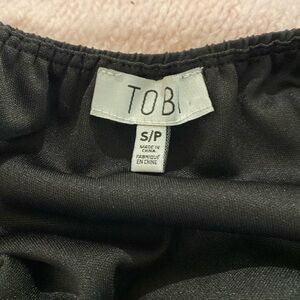 TOBI
S/P
MADE IN
CHINA
FABRIQUÉ
EN CHINE